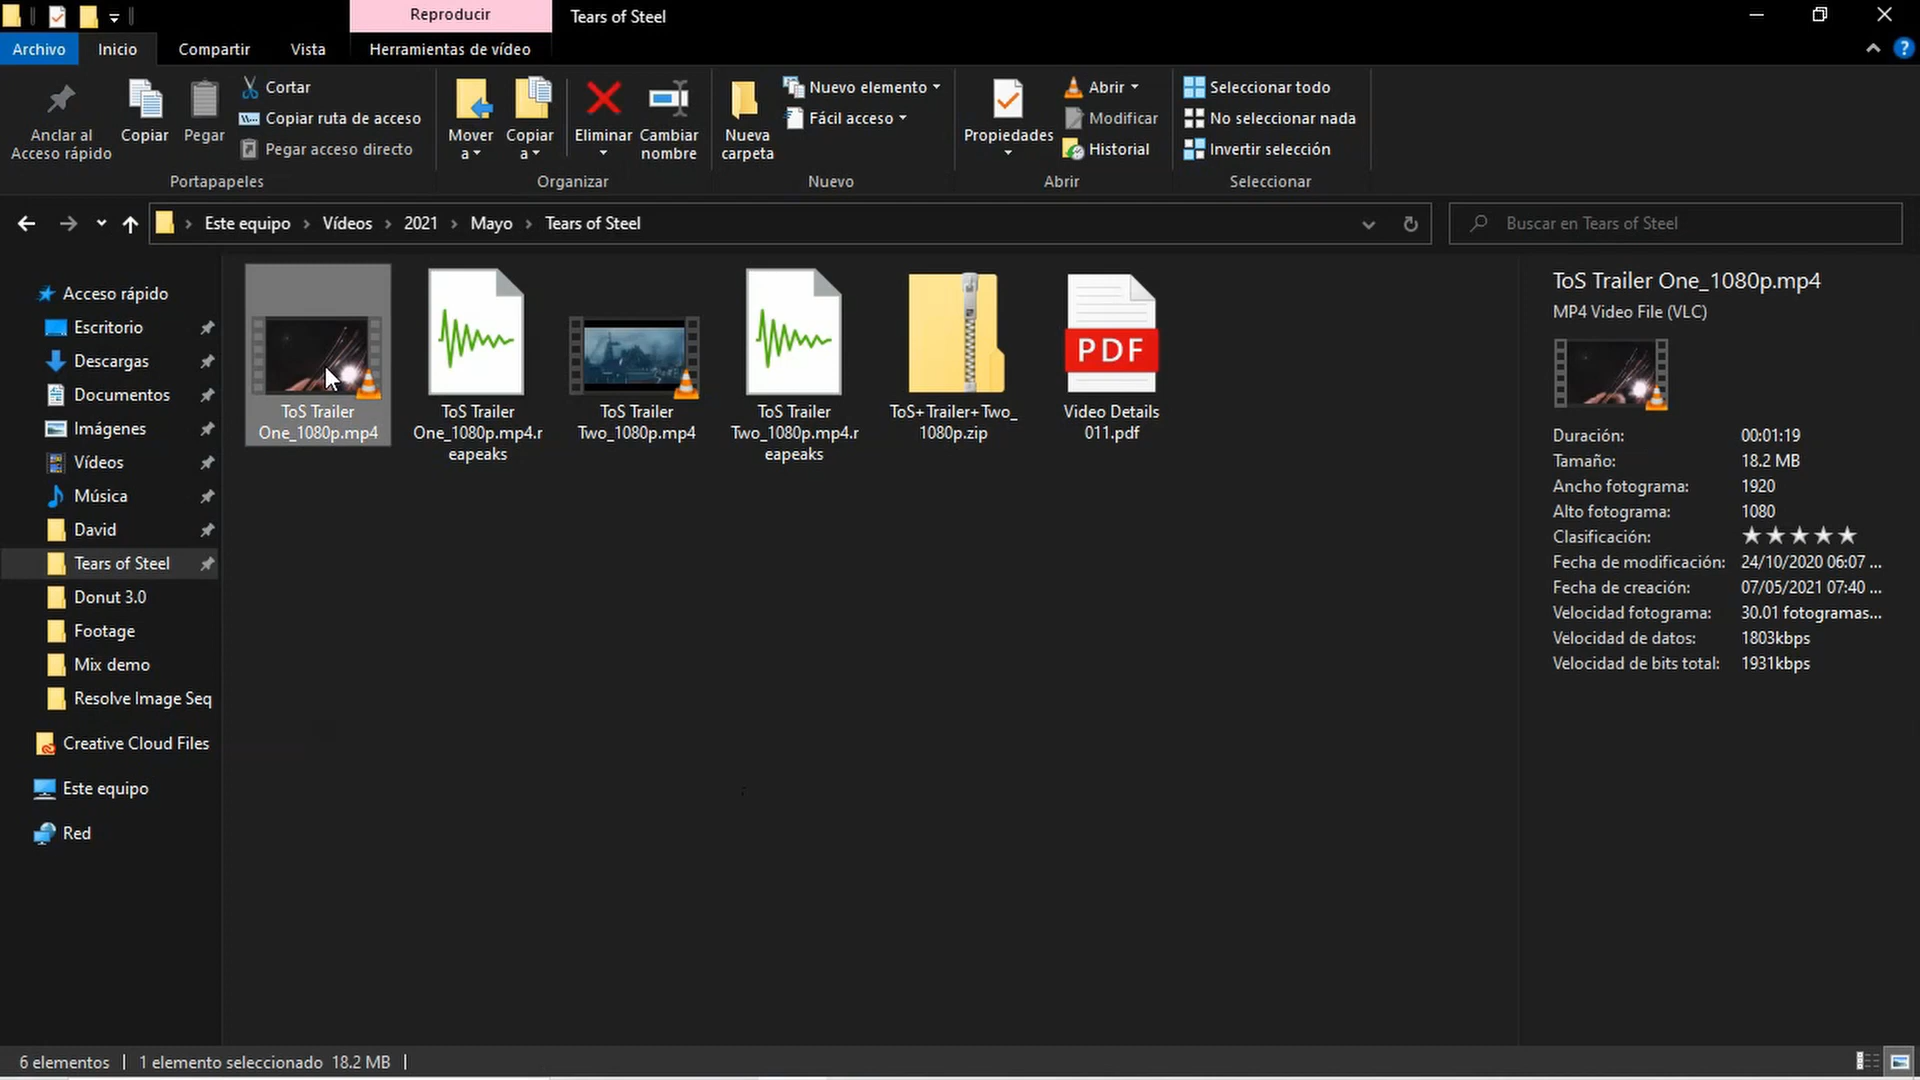 Reproducir
Tears of Steel
Archivo
Inicio
Compartir
Vista
Herramientas de vídeo
Anclar al
Acceso rápido
Copiar
Pegar
Cortar
Copiar ruta de acceso
Pegar acceso directo
Portapapeles
Mover
a
Copiar
a
Eliminar
Cambiar
nombre
Organizar
Nueva
carpeta
Nuevo elemento
Fácil acceso
Nuevo
Propiedades
Abrir
Modificar
Historial
Abrir
Seleccionar todo
No seleccionar nada
Invertir selección
Seleccionar
Este equipo > Vídeos > 2021 > Mayo > Tears of Steel
Buscar en Tears of Steel
Acceso rápido
Escritorio
Descargas
Documentos
Imágenes
Vídeos
Música
David
Tears of Steel
Donut 3.0
Footage
Mix demo
Resolve Image Seq
Creative Cloud Files
Este equipo
Red
ToS Trailer
One_1080p.mp4
ToS Trailer
One_1080p.mp4.r
eapeaks
ToS Trailer
Two_1080p.mp4
ToS Trailer
Two_1080p.mp4.r
eapeaks
ToS+Trailer+Two_
1080p.zip
PDF
Video Details
011.pdf
ToS Trailer One_1080p.mp4
MP4 Video File (VLC)
Duración: 00:01:19
Tamaño: 18.2 MB
Ancho fotograma: 1920
Alto fotograma: 1080
Clasificación: ★★★★★
Fecha de modificación: 24/10/2020 06:07 ...
Fecha de creación: 07/05/2021 07:40 ...
Velocidad fotograma: 30.01 fotogramas...
Velocidad de datos: 1803kbps
Velocidad de bits total: 1931kbps
6 elementos | 1 elemento seleccionado 18.2 MB |